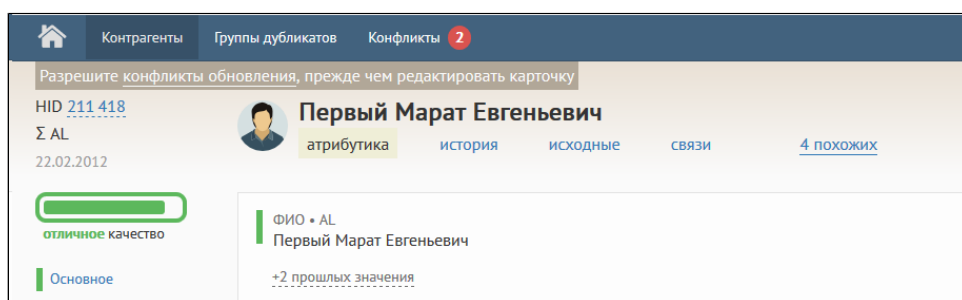 Контрагенты Группы дубликатов Конфликты 2
Разрешите конфликты обновления, прежде чем редактировать карточку
HID 211 418
Σ AL
22.02.2012
отличное качество
Основное
Первый Марат Евгеньевич
атрибутика история исходные связи 4 похожих
ФИО • AL
Первый Марат Евгеньевич
+2 прошлых значения